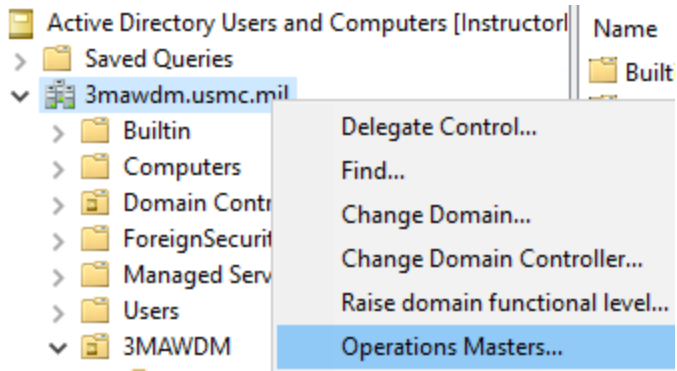 Active Directory Users and Computers [Instructor
Name
Saved Queries
3mawdm.usmc.mil
Built
Builtin
Delegate Control...
Computers
Find...
Domain Contr
Change Domain...
ForeignSecurit
Change Domain Controller...
Managed Serv
Raise domain functional level...
Users
3MAWDM
Operations Masters...